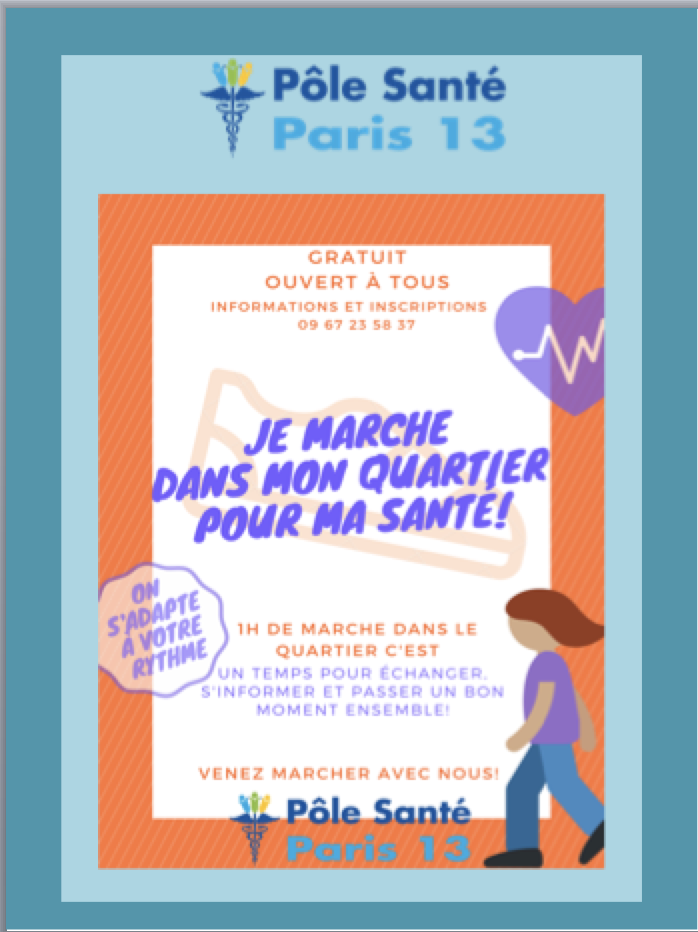 Pôle Santé
Paris 13
GRATUIT
OUVERT À TOUS
INFORMATIONS ET INSCRIPTIONS
09 67 23 58 37
JE MARCHE
DANS MON QUARTIER
POUR MA SANTÉ!
ON
S'ADAPTE
À VOTRE
RYTHME
1H DE MARCHE DANS LE
QUARTIER C'EST
UN TEMPS POUR ÉCHANGER,
S'INFORMER ET PASSER UN BON
MOMENT ENSEMBLE!
VENEZ MARCHER AVEC NOUS!
Pôle Santé
Paris 13